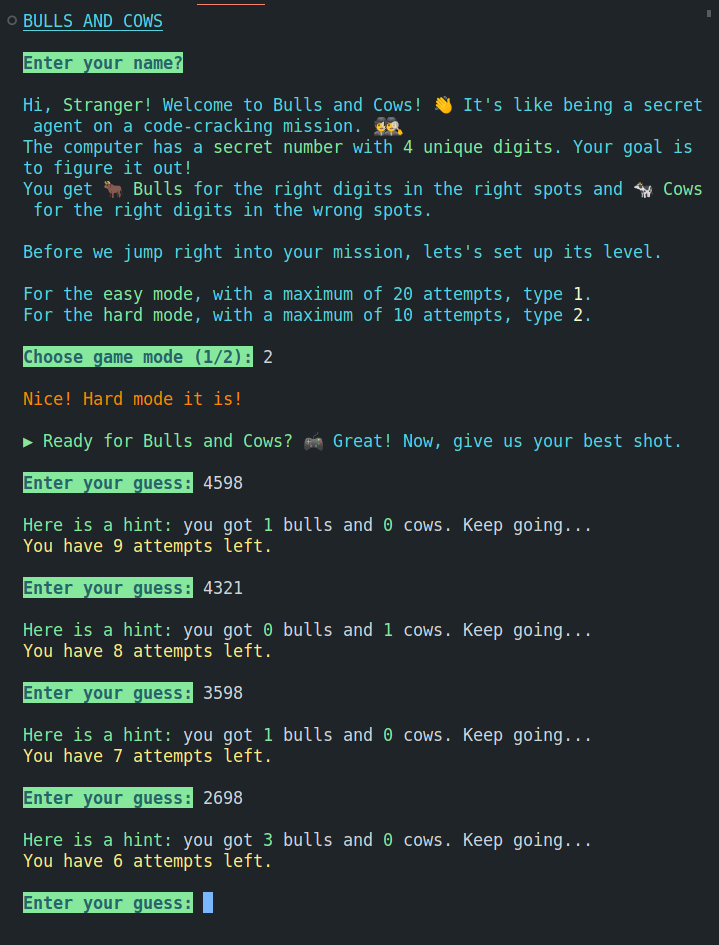 BULLS AND COWS
Enter your name?
Hi, Stranger! Welcome to Bulls and Cows! 👋 It's like being a secret
agent on a code-cracking mission. 🕵️‍♀️🕵️
The computer has a secret number with 4 unique digits. Your goal is
to figure it out!
You get 🐂 Bulls for the right digits in the right spots and 🐄 Cows
for the right digits in the wrong spots.
Before we jump right into your mission, lets's set up its level.
For the easy mode, with a maximum of 20 attempts, type 1.
For the hard mode, with a maximum of 10 attempts, type 2.
Choose game mode (1/2): 2
Nice! Hard mode it is!
▶ Ready for Bulls and Cows? 🎮 Great! Now, give us your best shot.
Enter your guess: 4598
Here is a hint: you got 1 bulls and 0 cows. Keep going...
You have 9 attempts left.
Enter your guess: 4321
Here is a hint: you got 0 bulls and 1 cows. Keep going...
You have 8 attempts left.
Enter your guess: 3598
Here is a hint: you got 1 bulls and 0 cows. Keep going...
You have 7 attempts left.
Enter your guess: 2698
Here is a hint: you got 3 bulls and 0 cows. Keep going...
You have 6 attempts left.
Enter your guess: